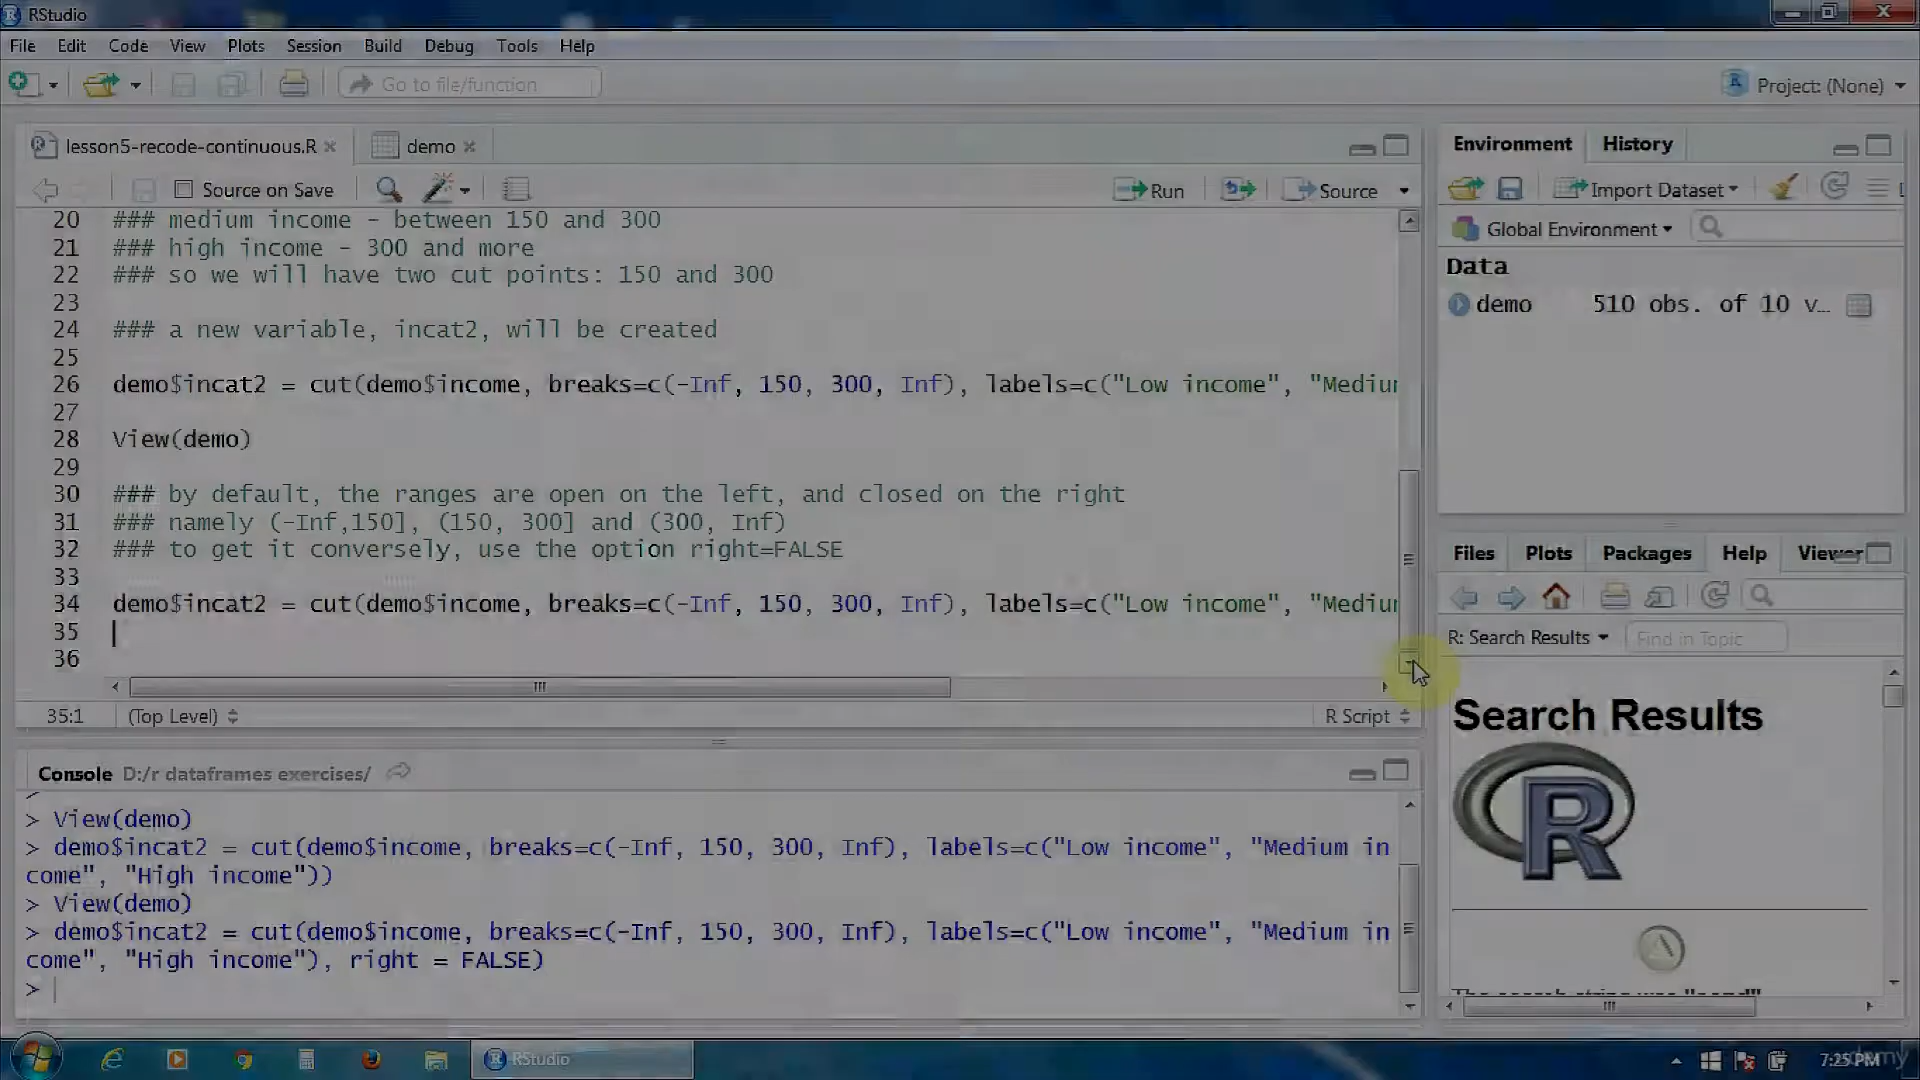 RStudio
File Edit Code View Plots Session Build Debug Tools Help
Go to file/function
Project: (None)
lesson5-recode-continuous.R
demo
Source on Save
Run
Source
20 ### medium income - between 150 and 300
21 ### high income - 300 and more
22 ### so we will have two cut points: 150 and 300
23
24 ### a new variable, incat2, will be created
25
26 demo$incat2 = cut(demo$income, breaks=c(-Inf, 150, 300, Inf), labels=c("Low income", "Medium
27
28 View(demo)
29
30 ### by default, the ranges are open on the left, and closed on the right
31 ### namely (-Inf,150], (150, 300] and (300, Inf)
32 ### to get it conversely, use the option right=FALSE
33
34 demo$incat2 = cut(demo$income, breaks=c(-Inf, 150, 300, Inf), labels=c("Low income", "Medium
35
36
35:1 (Top Level)
R Script
Console D:/r dataframes exercises/
> View(demo)
> demo$incat2 = cut(demo$income, breaks=c(-Inf, 150, 300, Inf), labels=c("Low income", "Medium in
come", "High income"))
> View(demo)
> demo$incat2 = cut(demo$income, breaks=c(-Inf, 150, 300, Inf), labels=c("Low income", "Medium in
come", "High income"), right = FALSE)
>
Environment History
Import Dataset
Global Environment
Data
demo 510 obs. of 10 v…
Files Plots Packages Help Viewer
R: Search Results
Find in Topic
Search Results
R
RStudio
7:25 PM